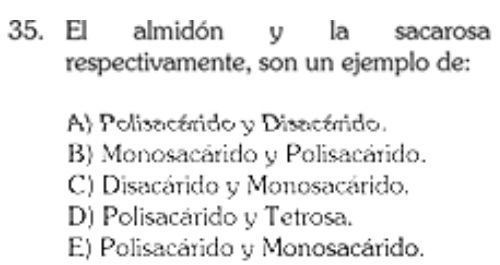 35. El almidón y la sacarosa
respectivamente, son un ejemplo de:
A) Polisacárido y Disacárido.
B) Monosacárido y Polisacárido.
C) Disacárido y Monosacárido.
D) Polisacárido y Tetrosa.
E) Polisacárido y Monosacárido.